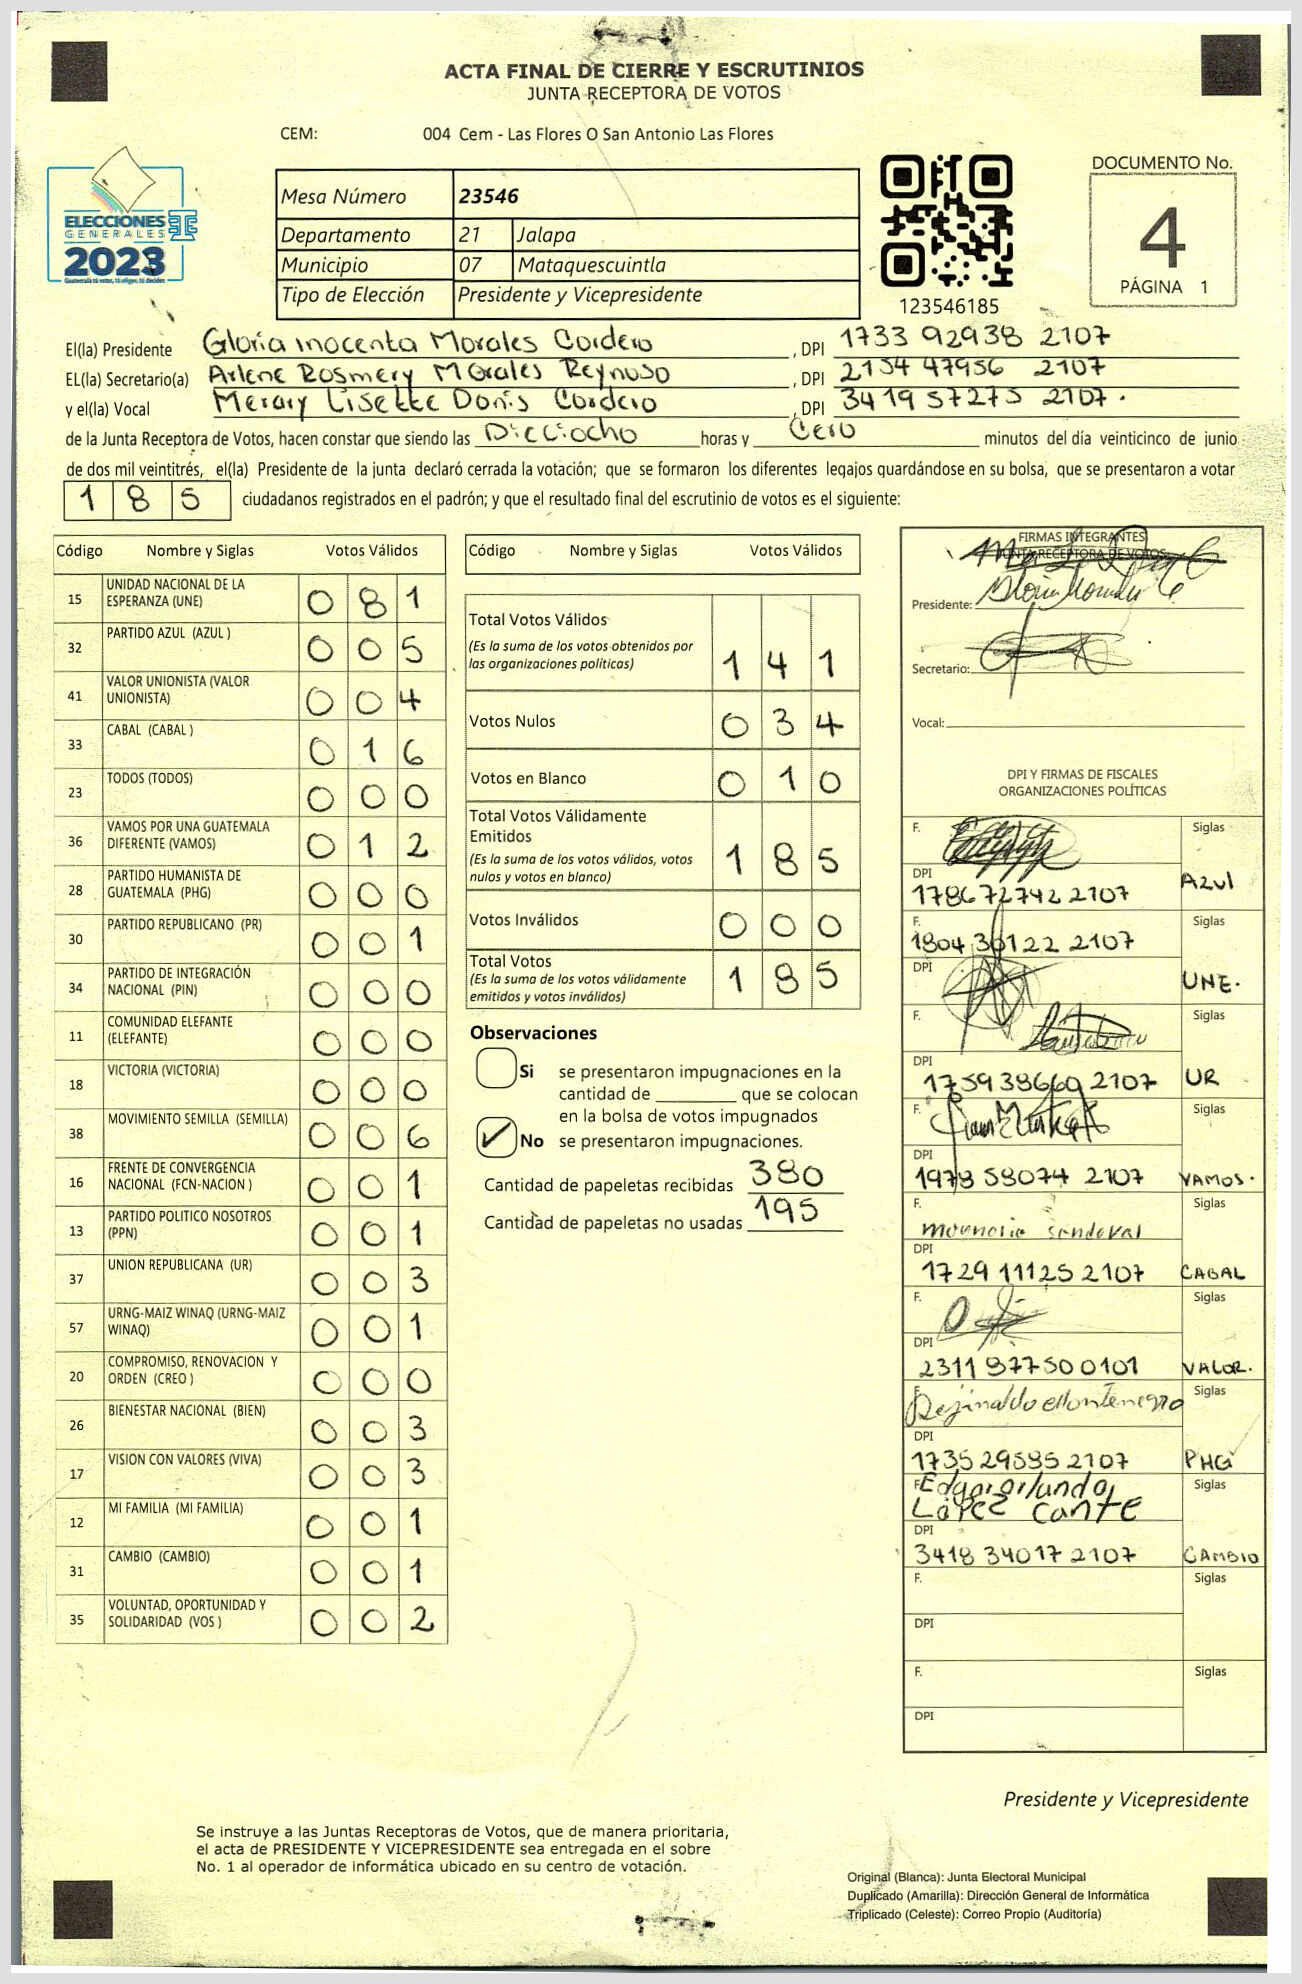 ACTA FINAL DE CIERRE Y ESCRUTINIOS
JUNTA RECEPTORA DE VOTOS
CEM: 004 Cem - Las Flores O San Antonio Las Flores
ELECCIONES
GENERALES
2023
Guatemala tú votas, tú eliges, tú decides
Mesa Número 23546
Departamento 21 Jalapa
Municipio 07 Mataquescuintla
Tipo de Elección Presidente y Vicepresidente
123546185
DOCUMENTO No.
4
PÁGINA 1
El(la) Presidente Gloria inocenta Morales Cordero , DPI 1733 92938 2107
EL(la) Secretario(a) Arlene Rosmery Morales Reynoso , DPI 2154 47956 2107
y el(la) Vocal Merary Lisette Donis Cordero , DPI 3419 57275 2107.
de la Junta Receptora de Votos, hacen constar que siendo las Dieciocho horas y Cero minutos del día veinticinco de junio
de dos mil veintitrés, el(la) Presidente de la junta declaró cerrada la votación; que se formaron los diferentes legajos quardándose en su bolsa, que se presentaron a votar
1 8 5 ciudadanos registrados en el padrón; y que el resultado final del escrutinio de votos es el siguiente:
Código Nombre y Siglas Votos Válidos
15 UNIDAD NACIONAL DE LA ESPERANZA (UNE) 0 8 1
32 PARTIDO AZUL (AZUL ) 0 0 5
41 VALOR UNIONISTA (VALOR UNIONISTA) 0 0 4
33 CABAL (CABAL ) 0 1 6
23 TODOS (TODOS) 0 0 0
36 VAMOS POR UNA GUATEMALA DIFERENTE (VAMOS) 0 1 2
28 PARTIDO HUMANISTA DE GUATEMALA (PHG) 0 0 0
30 PARTIDO REPUBLICANO (PR) 0 0 1
34 PARTIDO DE INTEGRACIÓN NACIONAL (PIN) 0 0 0
11 COMUNIDAD ELEFANTE (ELEFANTE) 0 0 0
18 VICTORIA (VICTORIA) 0 0 0
38 MOVIMIENTO SEMILLA (SEMILLA) 0 0 6
16 FRENTE DE CONVERGENCIA NACIONAL (FCN-NACION ) 0 0 1
13 PARTIDO POLITICO NOSOTROS (PPN) 0 0 1
37 UNION REPUBLICANA (UR) 0 0 3
57 URNG-MAIZ WINAQ (URNG-MAIZ WINAQ) 0 0 1
20 COMPROMISO, RENOVACION Y ORDEN (CREO ) 0 0 0
26 BIENESTAR NACIONAL (BIEN) 0 0 3
17 VISION CON VALORES (VIVA) 0 0 3
12 MI FAMILIA (MI FAMILIA) 0 0 1
31 CAMBIO (CAMBIO) 0 0 1
35 VOLUNTAD, OPORTUNIDAD Y SOLIDARIDAD (VOS ) 0 0 2
Código Nombre y Siglas Votos Válidos
Total Votos Válidos
(Es la suma de los votos obtenidos por
las organizaciones políticas) 1 4 1
Votos Nulos 0 3 4
Votos en Blanco 0 1 0
Total Votos Válidamente
Emitidos
(Es la suma de los votos válidos, votos
nulos y votos en blanco) 1 8 5
Votos Inválidos 0 0 0
Total Votos
(Es la suma de los votos válidamente
emitidos y votos inválidos) 1 8 5
Observaciones
Si se presentaron impugnaciones en la
cantidad de que se colocan
en la bolsa de votos impugnados
No se presentaron impugnaciones.
Cantidad de papeletas recibidas 380
Cantidad de papeletas no usadas 195
FIRMAS INTEGRANTES
JUNTA RECEPTORA DE VOTOS
Presidente:
Secretario:
Vocal:
DPI Y FIRMAS DE FISCALES
ORGANIZACIONES POLÍTICAS
F. Siglas
DPI 1786 72742 2107 Azul
F. Siglas
1804 30122 2107
DPI UNE.
F. Siglas
DPI 1759 38660 2107 UR
F. Siglas
DPI 1978 58074 2107 VAMOS.
F. sandoval Siglas
DPI 1729 11125 2107 CABAL
F. Siglas
DPI 2311 97750 0101 VALOR.
F. Reginaldo Montenegro Siglas
DPI 1735 29585 2107 PHG
F. Edgar orlundo Siglas
López Cante
DPI 3418 34017 2107 CAMBIO
F. Siglas
DPI
F. Siglas
DPI
Presidente y Vicepresidente
Se instruye a las Juntas Receptoras de Votos, que de manera prioritaria,
el acta de PRESIDENTE Y VICEPRESIDENTE sea entregada en el sobre
No. 1 al operador de informática ubicado en su centro de votación.
Original (Blanca): Junta Electoral Municipal
Duplicado (Amarilla): Dirección General de Informática
Triplicado (Celeste): Correo Propio (Auditoría)